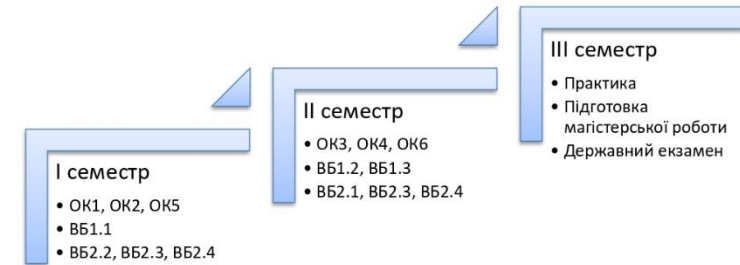 I семестр
• ОК1, ОК2, ОК5
• ВБ1.1
• ВБ2.2, ВБ2.3, ВБ2.4
II семестр
• ОК3, ОК4, ОК6
• ВБ1.2, ВБ1.3
• ВБ2.1, ВБ2.3, ВБ2.4
III семестр
• Практика
• Підготовка
магістерської роботи
• Державний екзамен